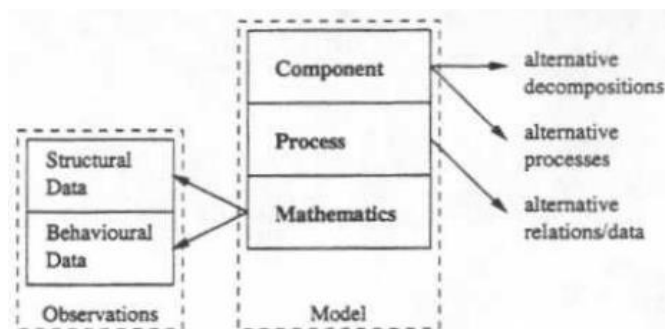 Component
Process
Mathematics
alternative
decompositions
alternative
processes
alternative
relations/data
Structural
Data
Behavioural
Data
Observations
Model